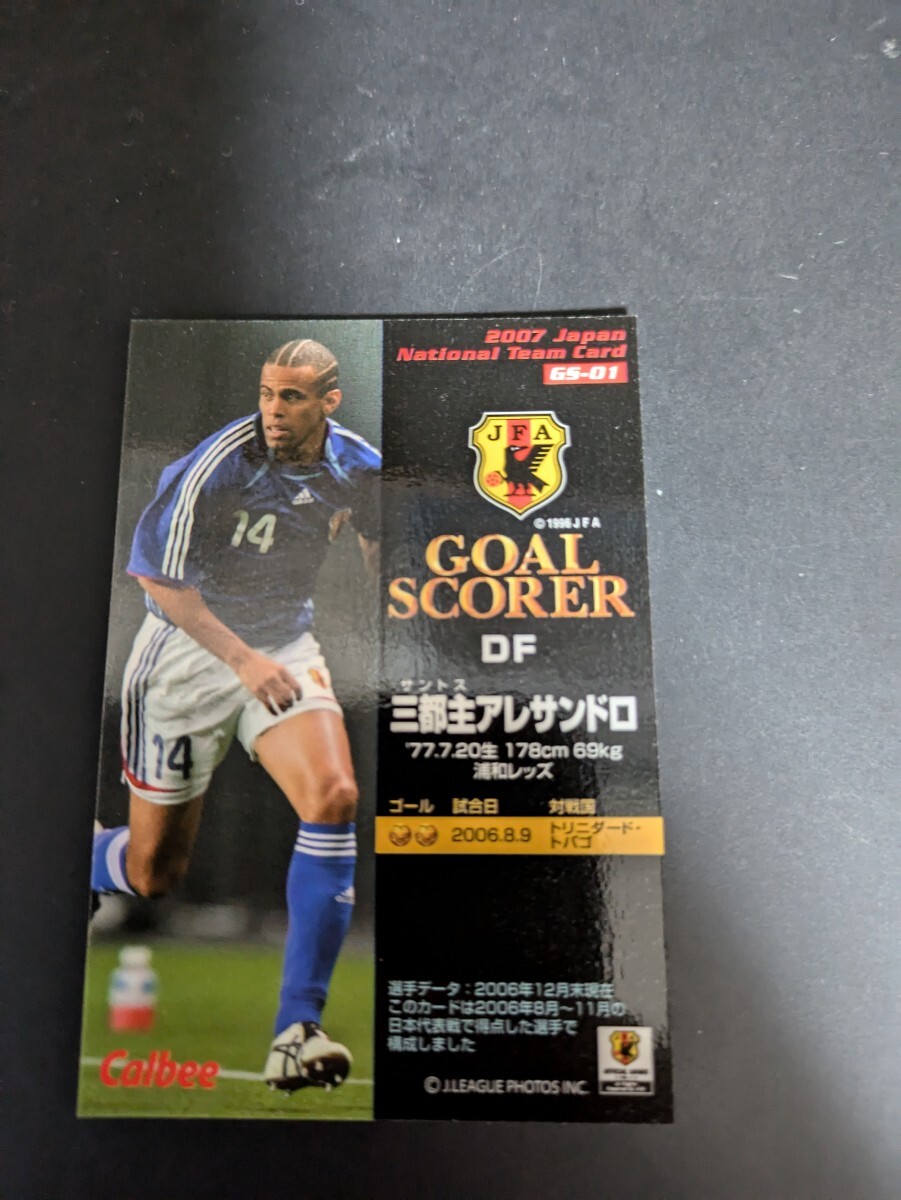 2007 Japan
National Team Card
GS-01
JFA
©1996 JFA
GOAL
SCORER
DF
サントス
三都主アレサンドロ
'77.7.20生 178cm 69kg
浦和レッズ
ゴール 試合日 対戦国
2006.8.9 トリニダード・
トバゴ
選手データ：2006年12月末現在
このカードは2006年8月～11月の
日本代表戦で得点した選手で
構成しました
©J.LEAGUE PHOTOS INC.
14
14
Calbee